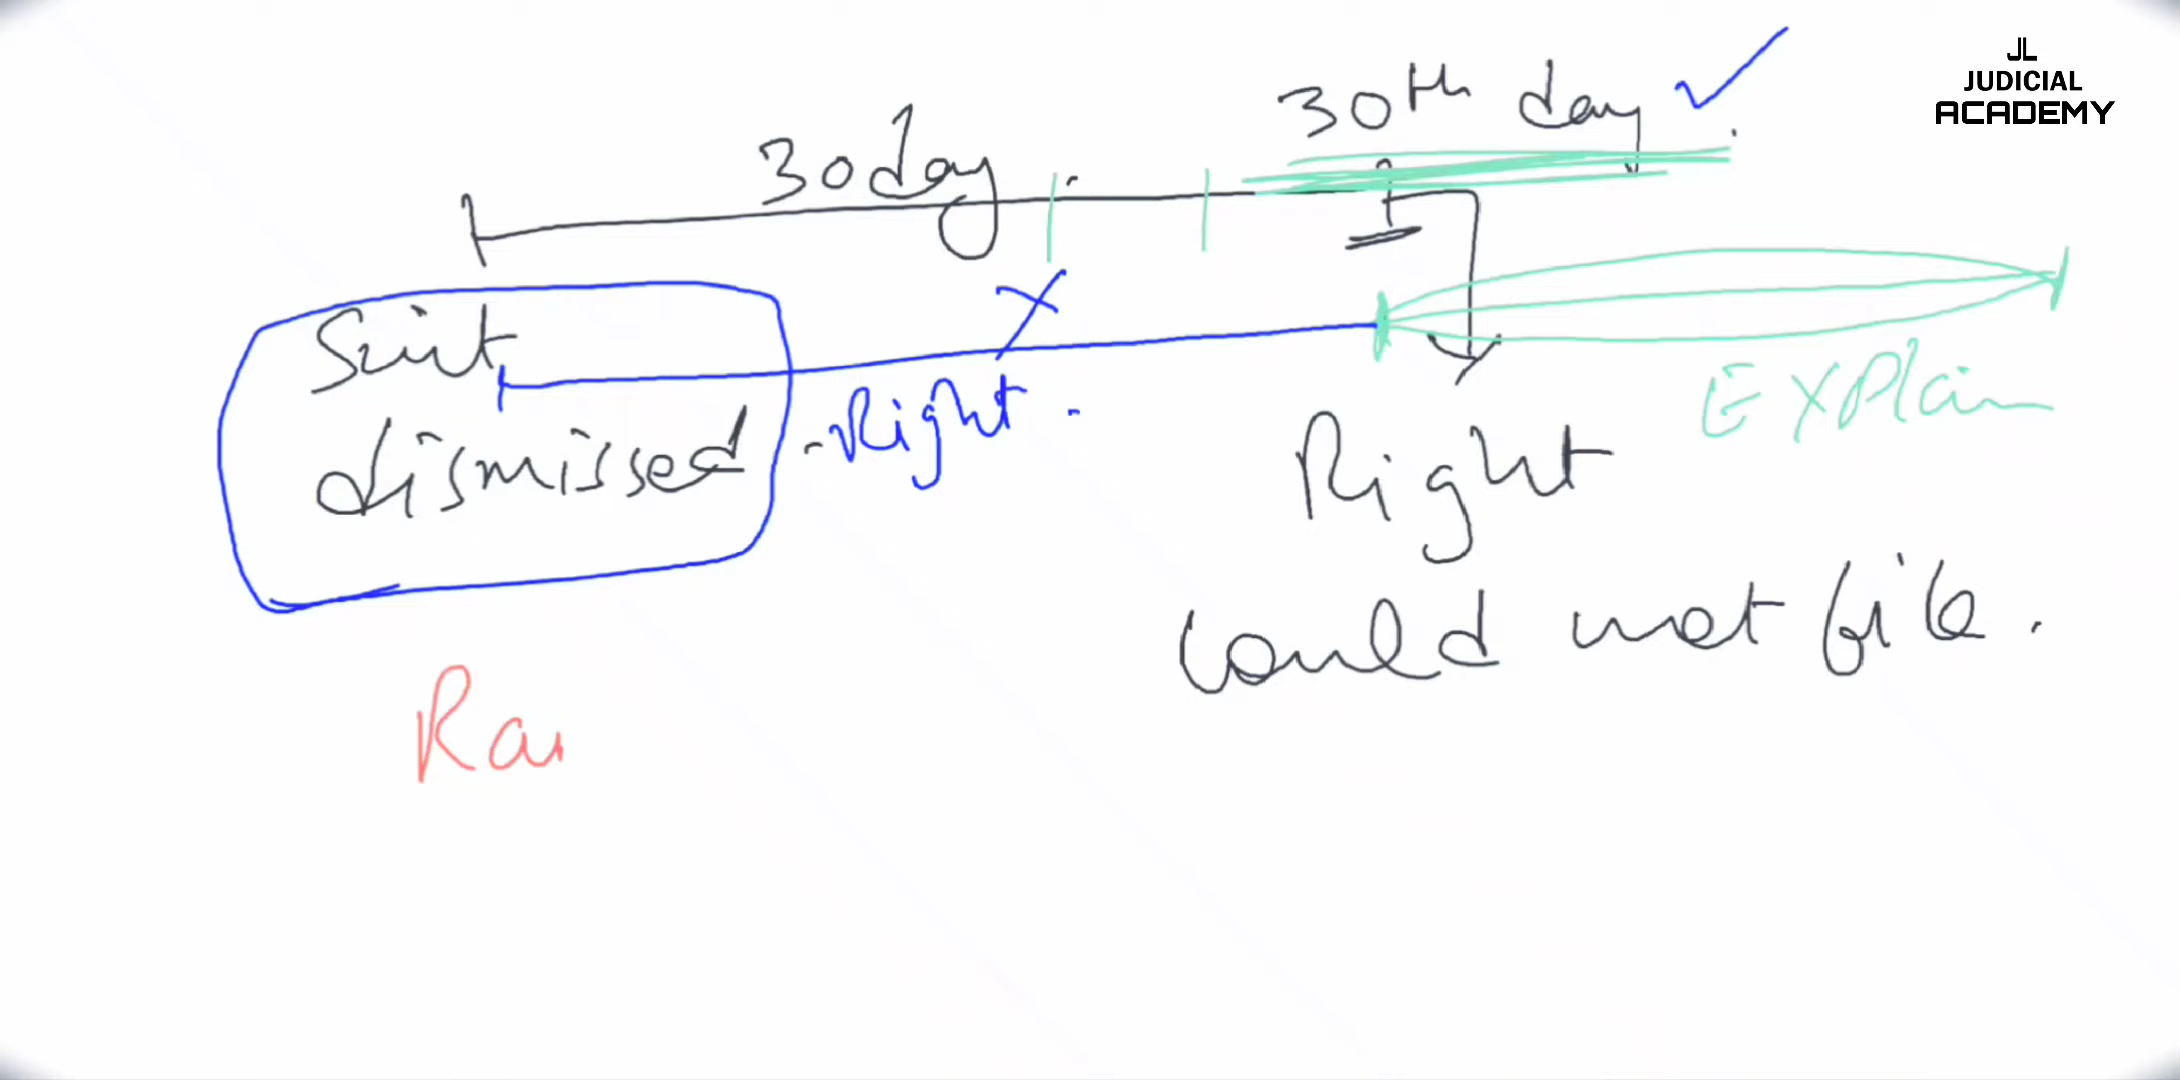 JL
JUDICIAL
ACADEMY
30th day
30 day
Suit
dismissed
Right
Explain
Right
could not file.